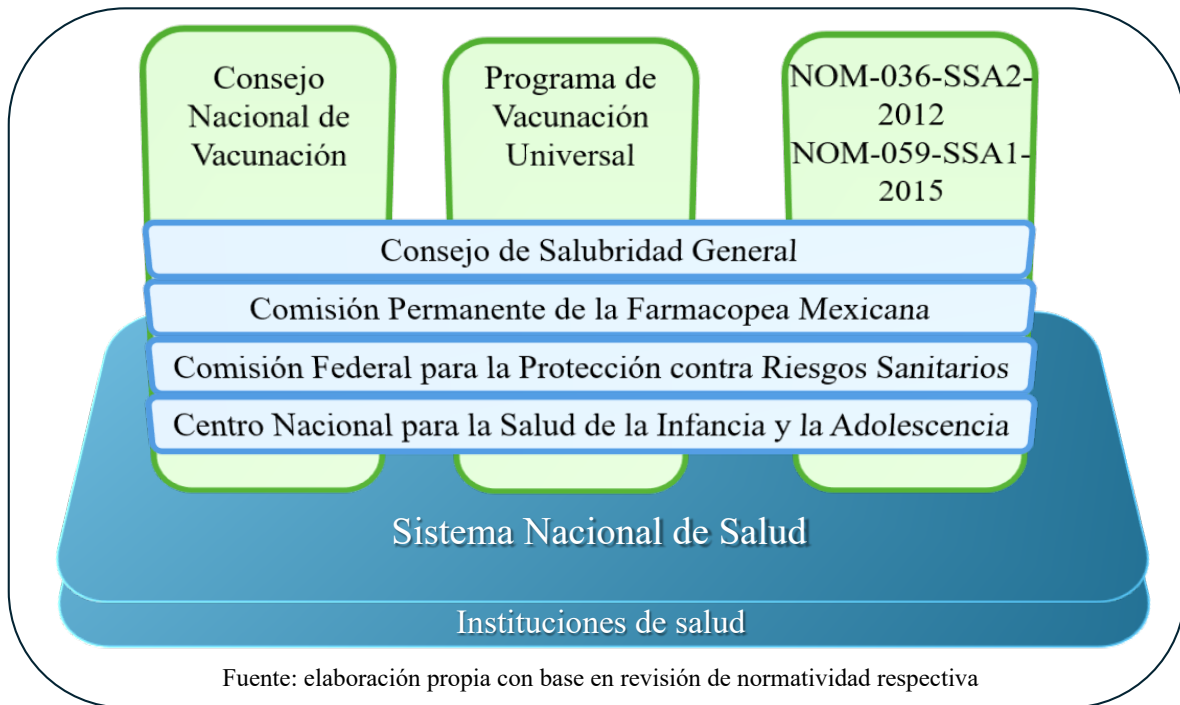 Consejo
Nacional de
Vacunación
Programa de
Vacunación
Universal
NOM-036-SSA2-
2012
NOM-059-SSA1-
2015
Consejo de Salubridad General
Comisión Permanente de la Farmacopea Mexicana
Comisión Federal para la Protección contra Riesgos Sanitarios
Centro Nacional para la Salud de la Infancia y la Adolescencia
Sistema Nacional de Salud
Instituciones de salud
Fuente: elaboración propia con base en revisión de normatividad respectiva